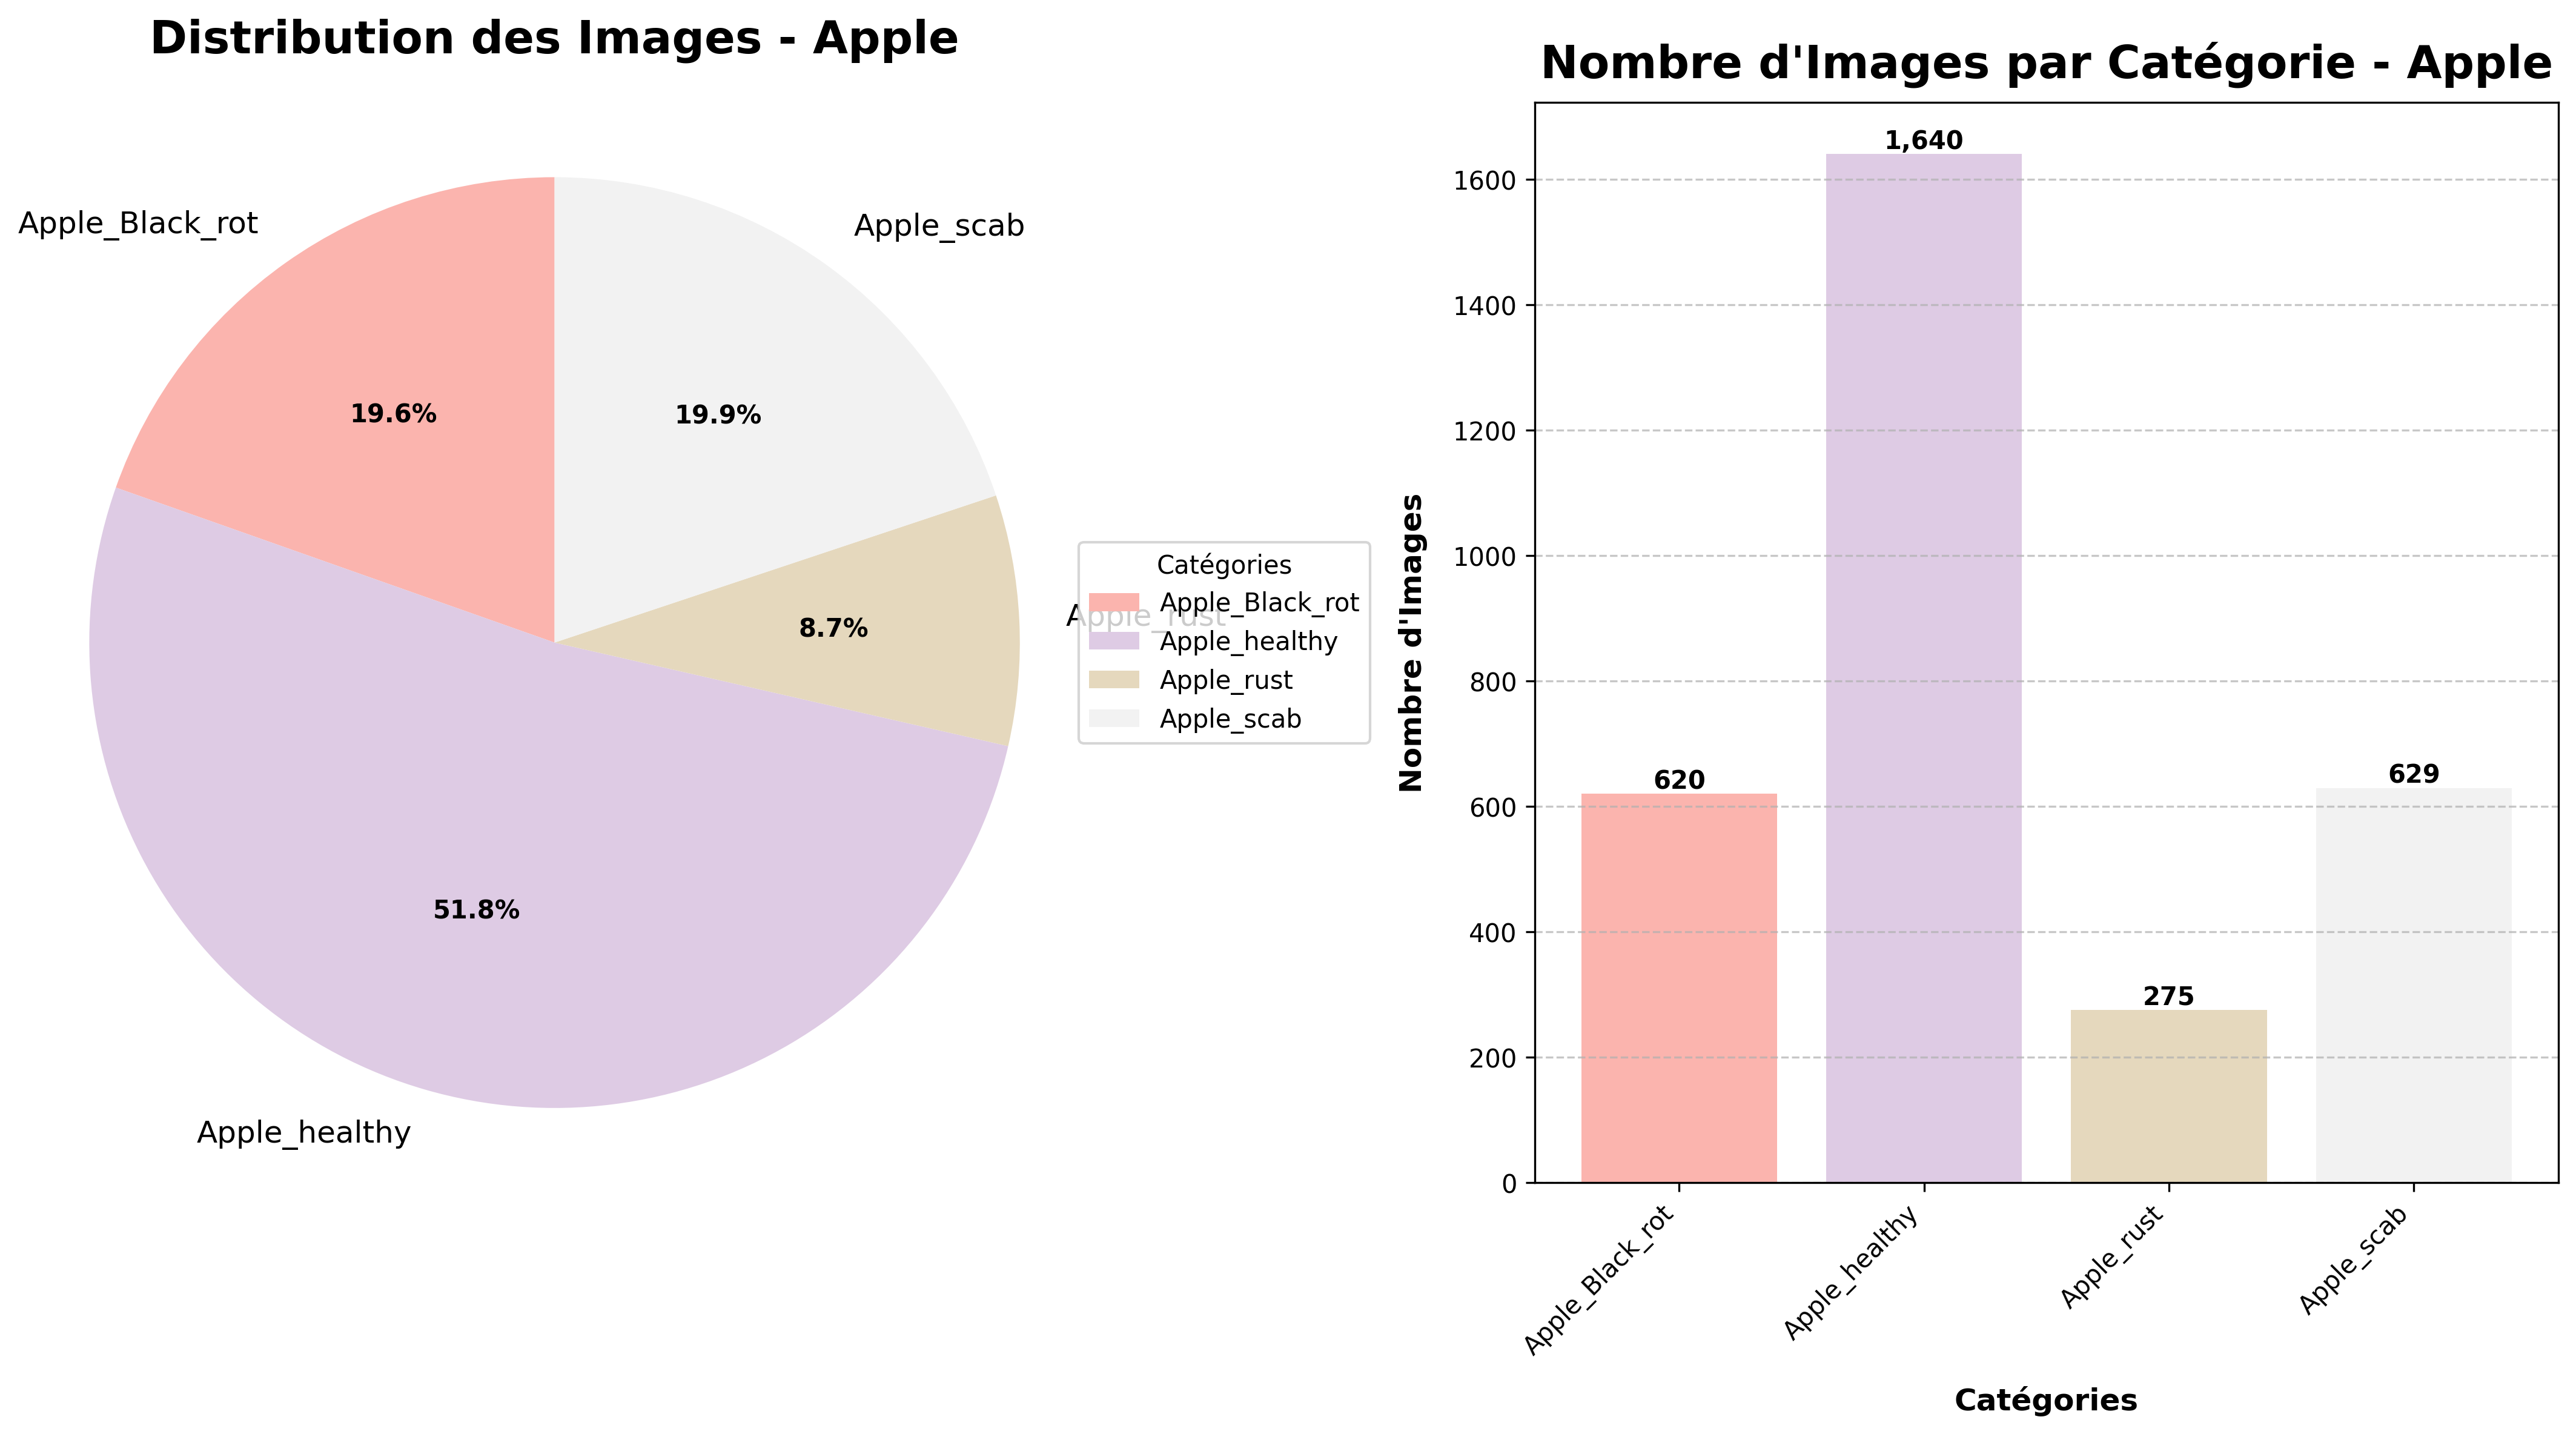 Distribution des Images - Apple
Apple_Black_rot
Apple_scab
19.6%
19.9%
Apple_rust
8.7%
51.8%
Apple_healthy
Catégories
Apple_Black_rot
Apple_healthy
Apple_rust
Apple_scab
Nombre d'Images par Catégorie - Apple
Nombre d'Images
1600
1400
1200
1000
800
600
400
200
0
620
1,640
275
629
Apple_Black_rot
Apple_healthy
Apple_rust
Apple_scab
Catégories